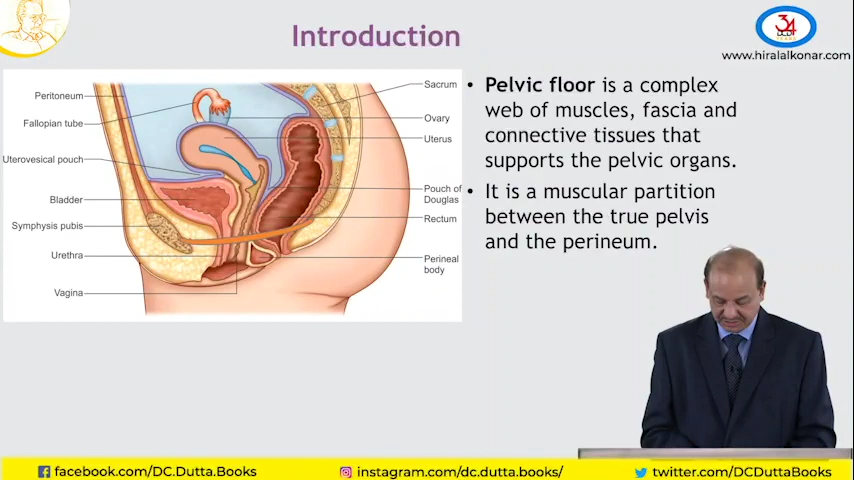 Introduction
34
DCD
YEARS
www.hiralalkonar.com
Peritoneum
Fallopian tube
Uterovesical pouch
Bladder
Symphysis pubis
Urethra
Vagina
Sacrum
Ovary
Uterus
Pouch of
Douglas
Rectum
Perineal
body
• Pelvic floor is a complex
web of muscles, fascia and
connective tissues that
supports the pelvic organs.
• It is a muscular partition
between the true pelvis
and the perineum.
facebook.com/DC.Dutta.Books
instagram.com/dc.dutta.books/
twitter.com/DCDuttaBooks